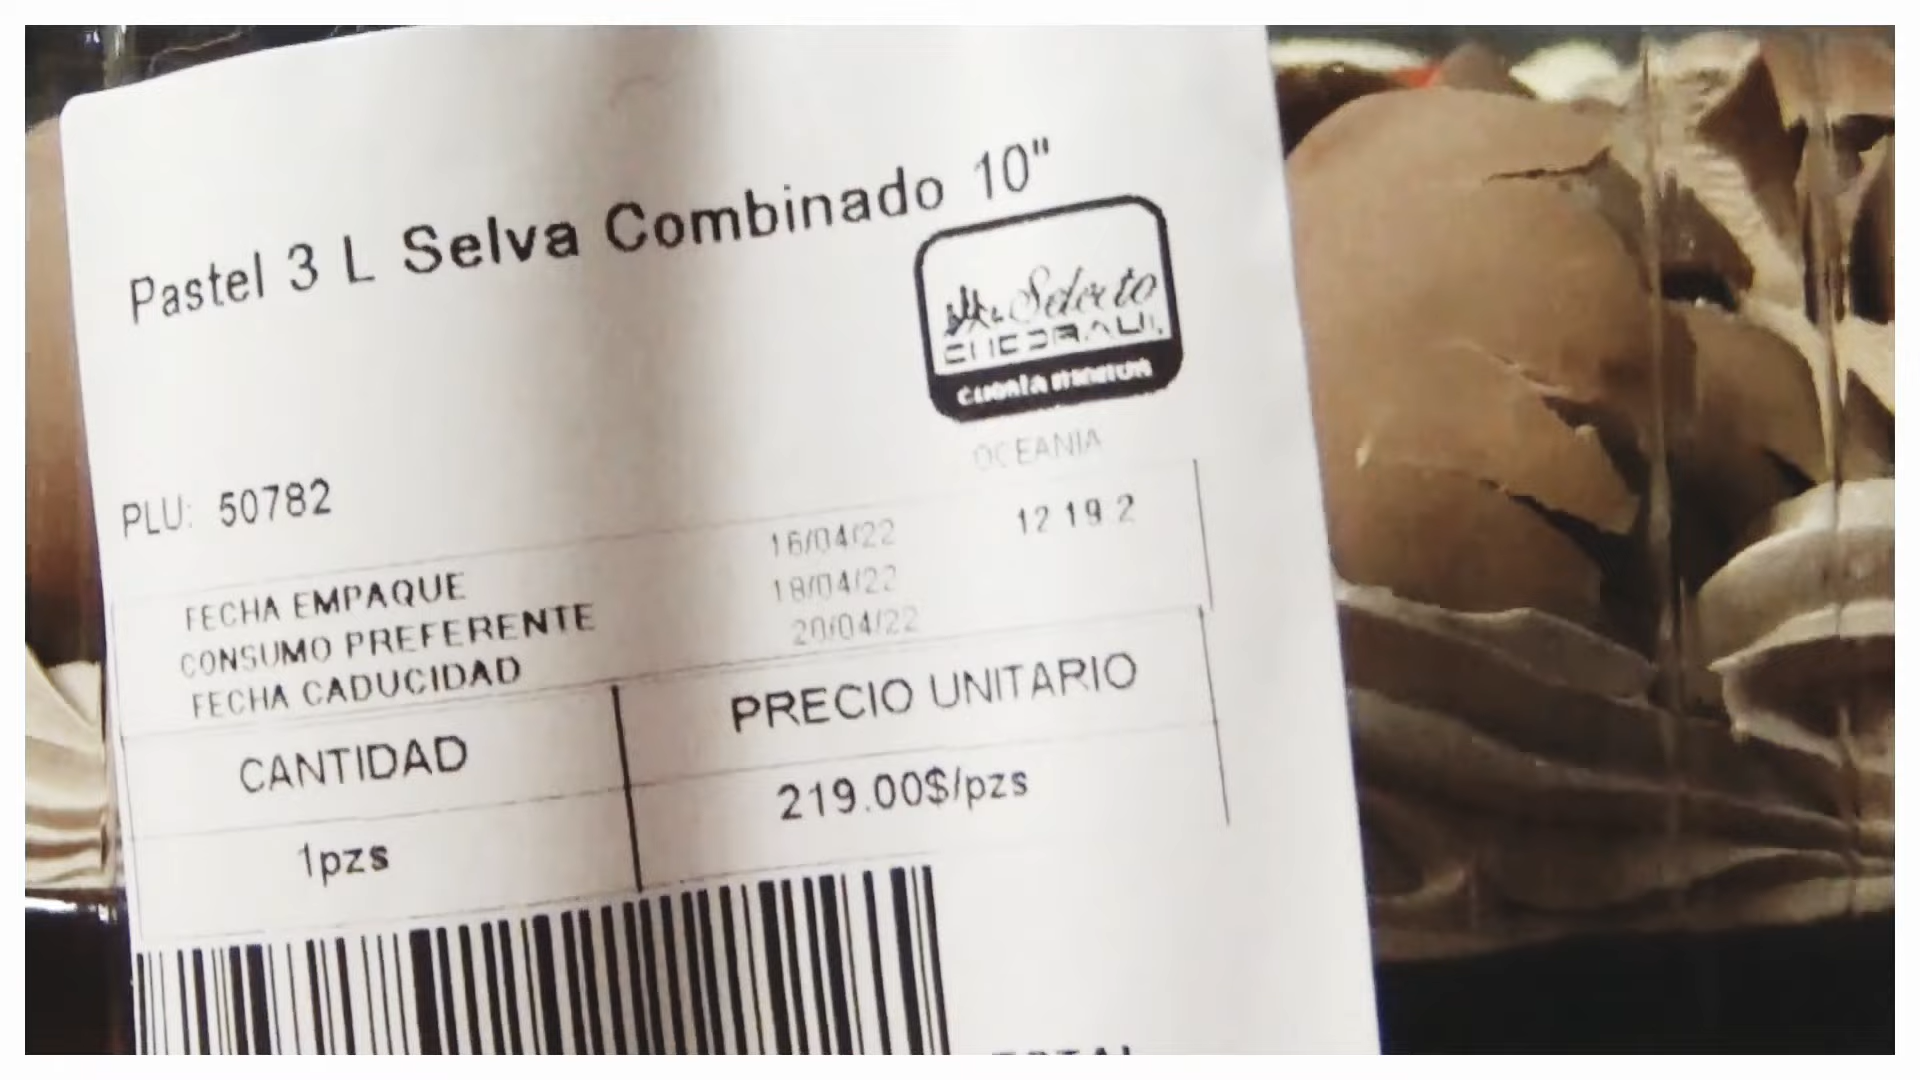 Pastel 3 L Selva Combinado 10"
Selecto
CHEDRAUI
OCEANIA
PLU: 50782
FECHA EMPAQUE 16/04/22 12 19 2
CONSUMO PREFERENTE 18/04/22
FECHA CADUCIDAD 20/04/22
CANTIDAD PRECIO UNITARIO
1pzs 219.00$/pzs